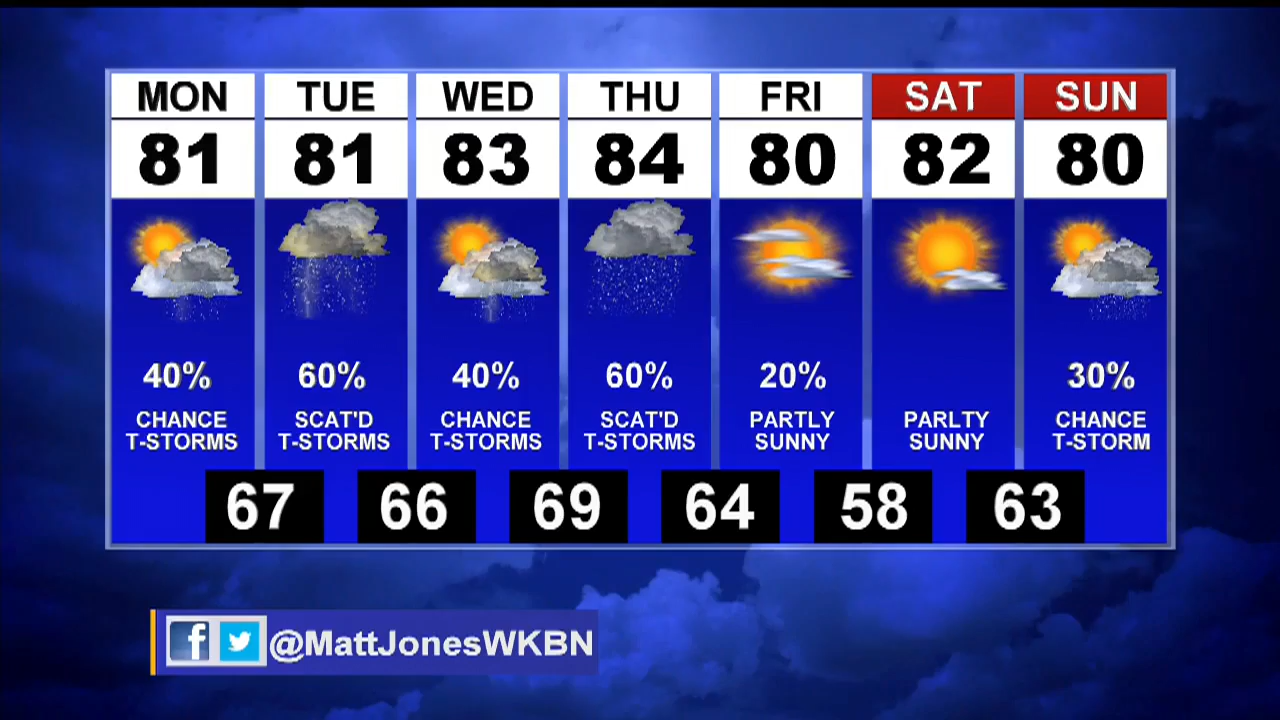 MON TUE WED THU FRI SAT SUN
81 81 83 84 80 82 80
40% 60% 40% 60% 20% 30%
CHANCE SCAT'D CHANCE SCAT'D PARTLY PARLTY CHANCE
T-STORMS T-STORMS T-STORMS T-STORMS SUNNY SUNNY T-STORM
67 66 69 64 58 63
f @MattJonesWKBN